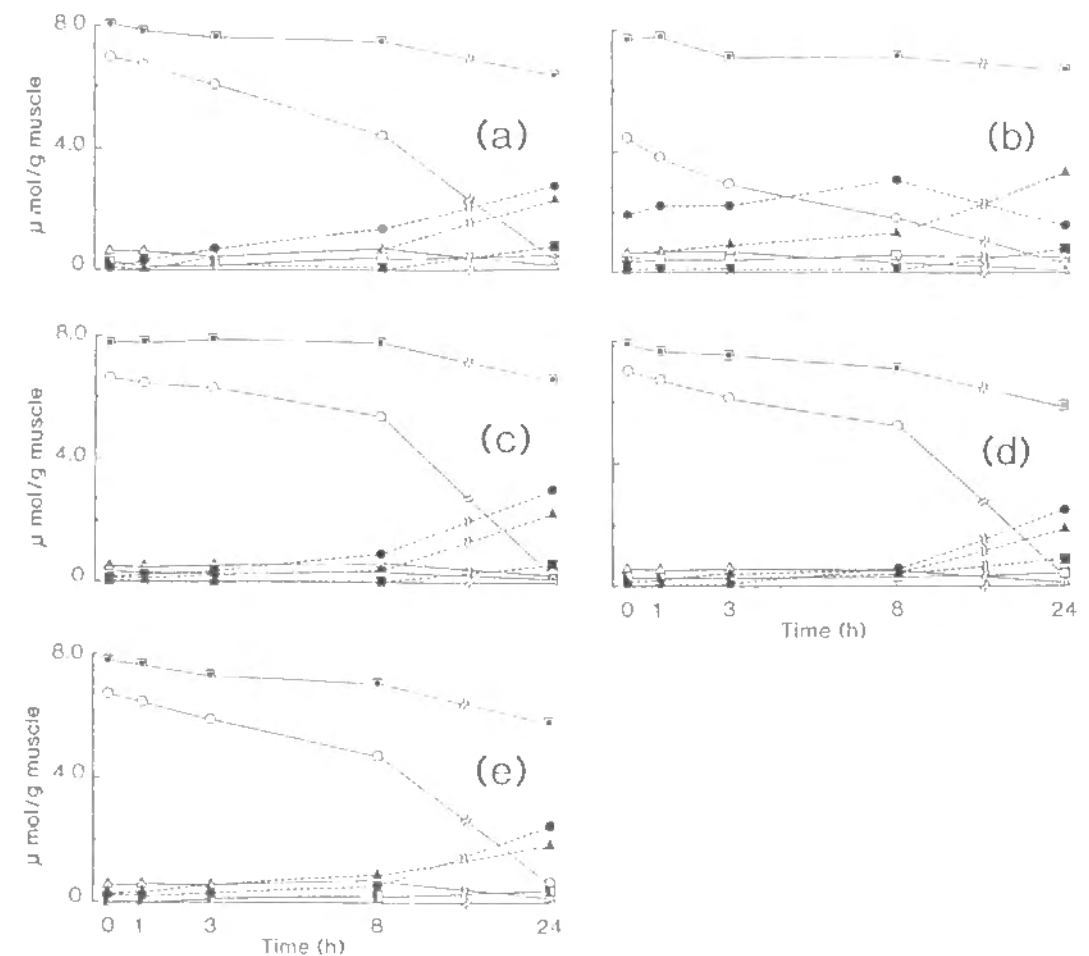 8.0
4.0
0
μ mol/g muscle
(a)
(b)
8.0
4.0
0
μ mol/g muscle
(c)
(d)
0 1 3 8 24
Time (h)
8.0
4.0
0
μ mol/g muscle
(e)
0 1 3 8 24
Time (h)